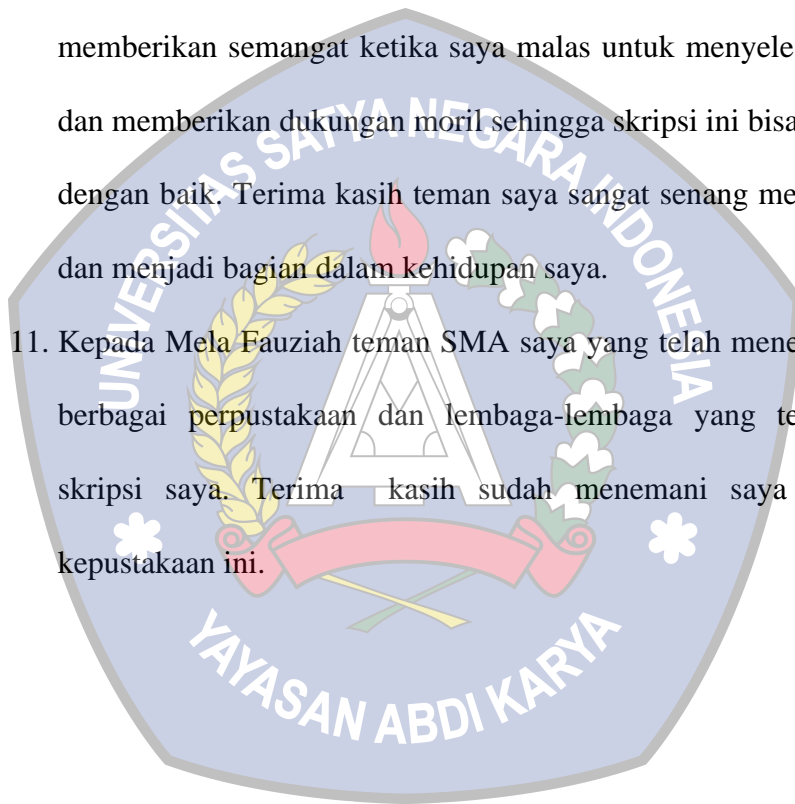 memberikan semangat ketika saya malas untuk menyele
dan memberikan dukungan moril sehingga skripsi ini bisa
dengan baik. Terima kasih teman saya sangat senang me
dan menjadi bagian dalam kehidupan saya.
11. Kepada Mela Fauziah teman SMA saya yang telah mene
berbagai perpustakaan dan lembaga-lembaga yang te
skripsi saya. Terima kasih sudah menemani saya
kepustakaan ini.
UNIVERSITAS SATYA NEGARA INDONESIA
YAYASAN ABDI KARYA